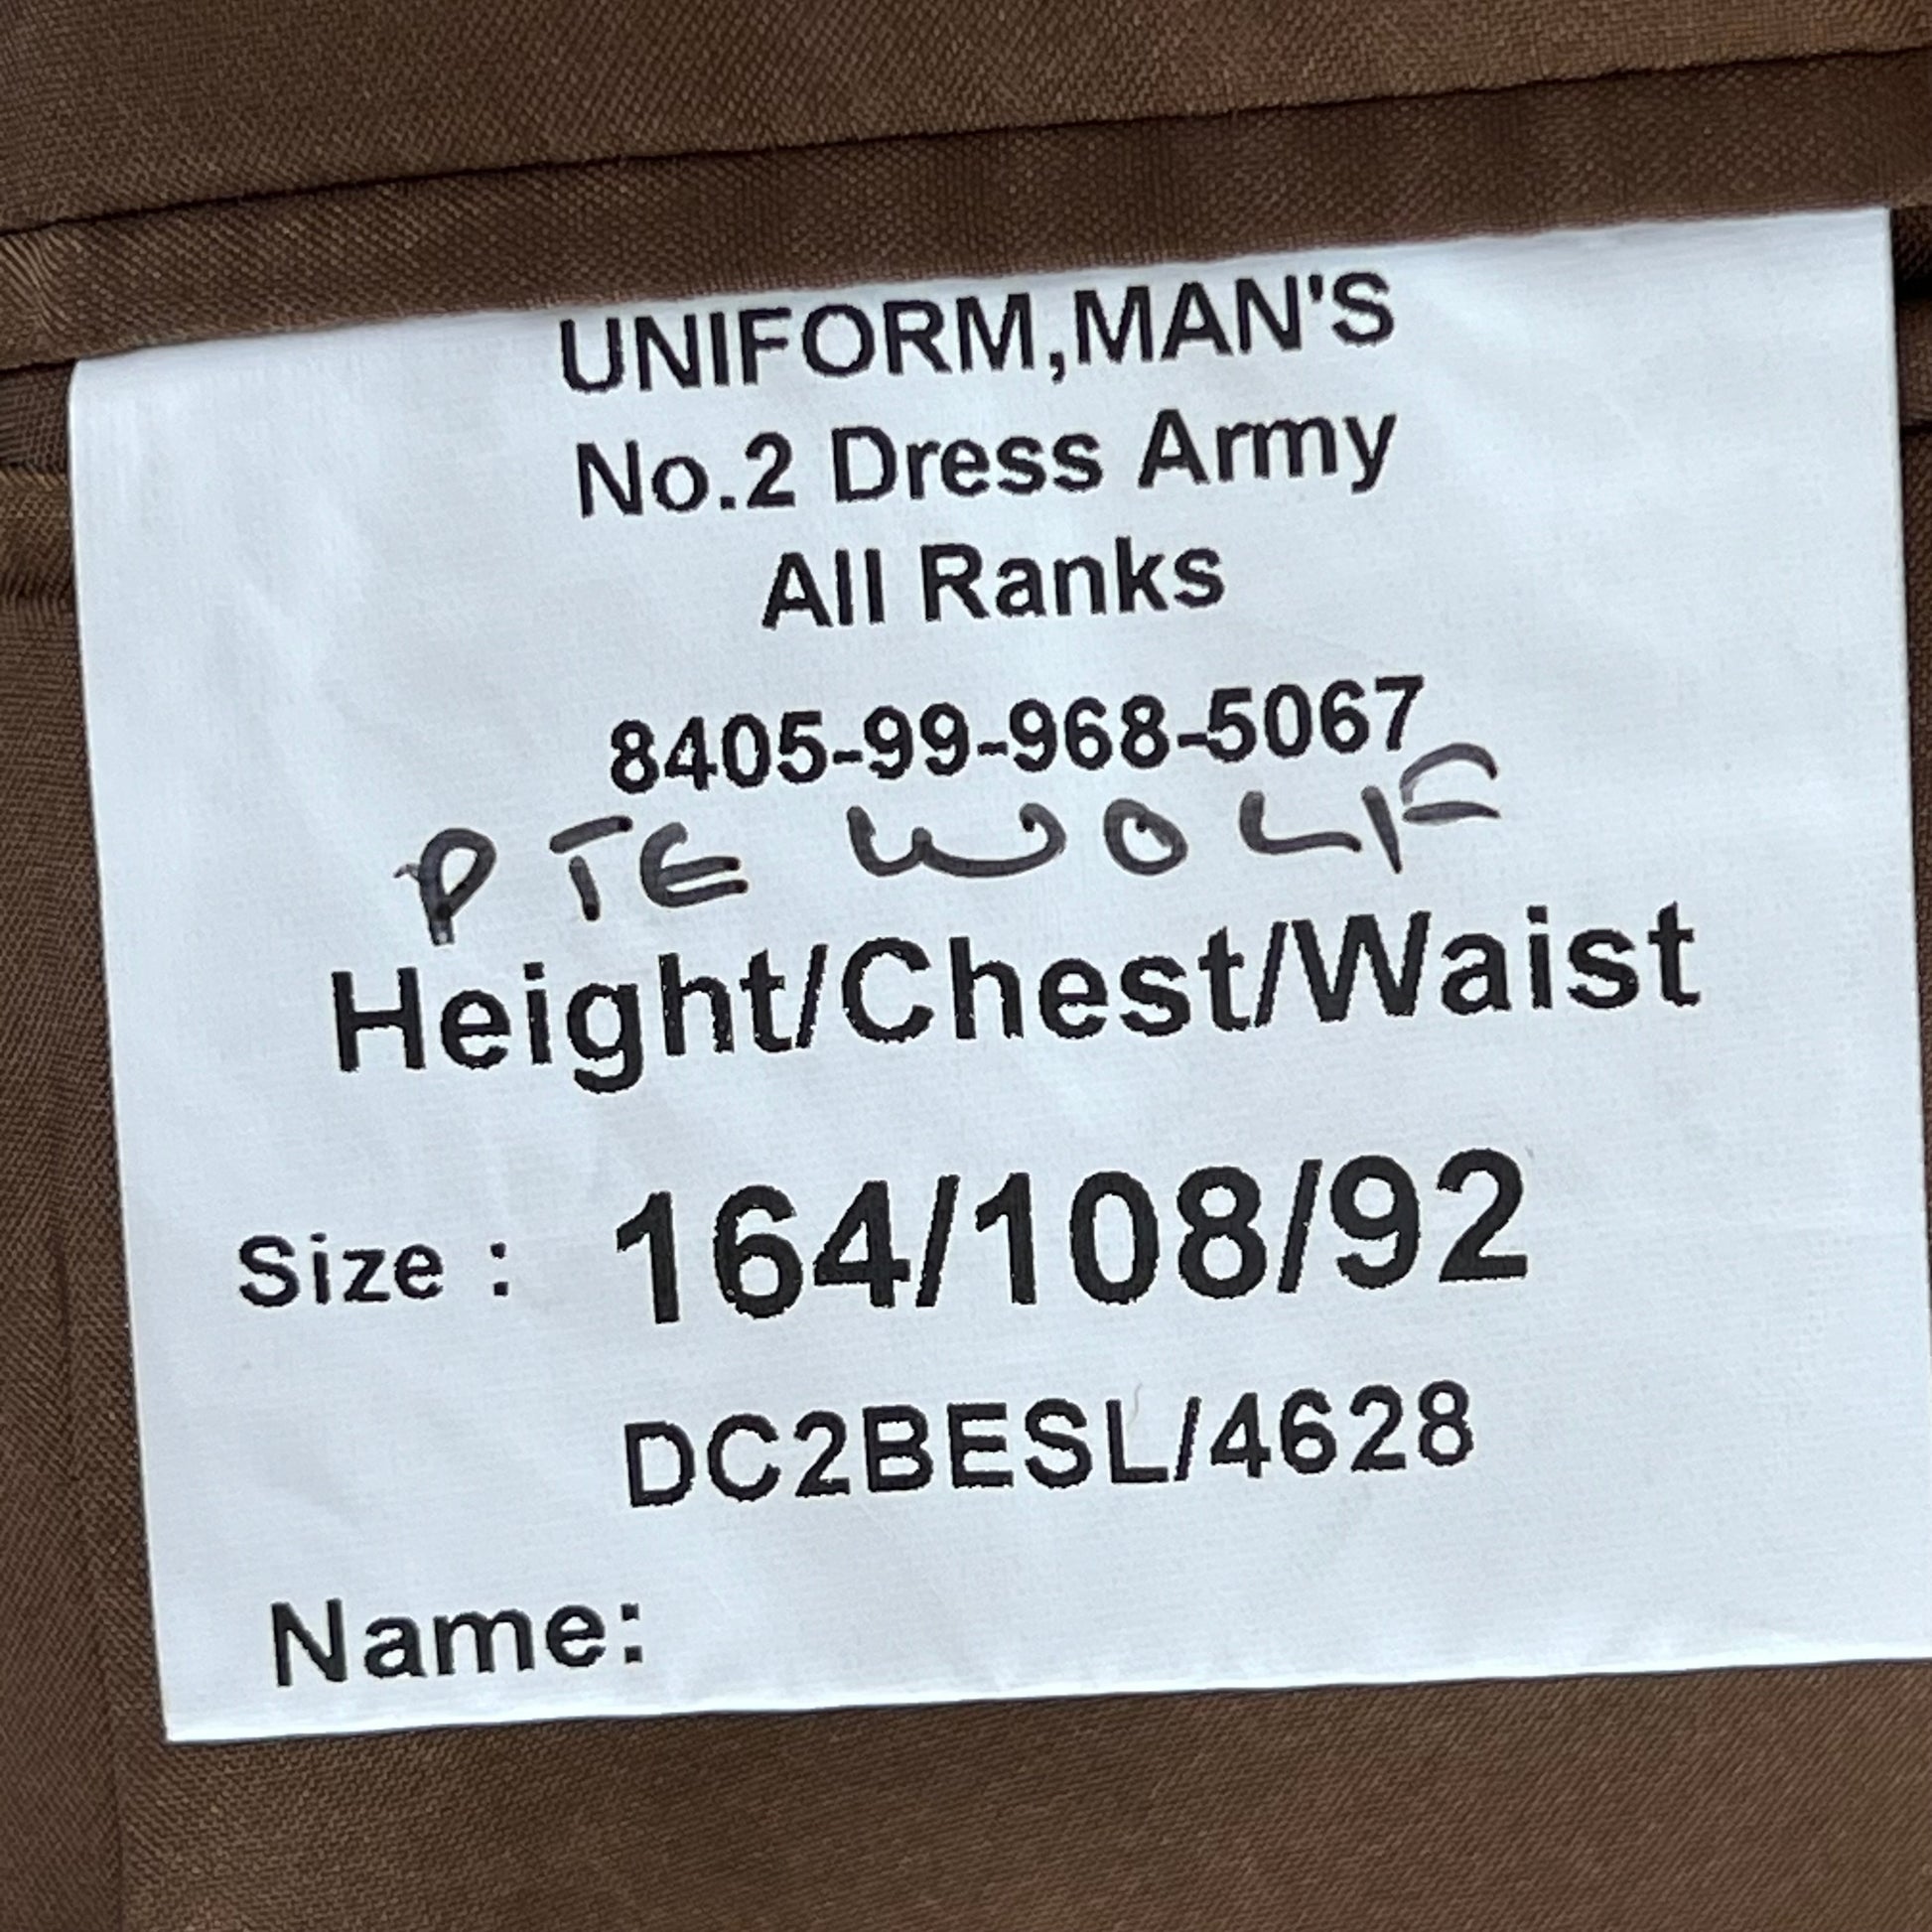 UNIFORM,MAN'S
No.2 Dress Army
All Ranks
8405-99-968-5067
PTE WOLF
Height/Chest/Waist
Size : 164/108/92
DC2BESL/4628
Name: